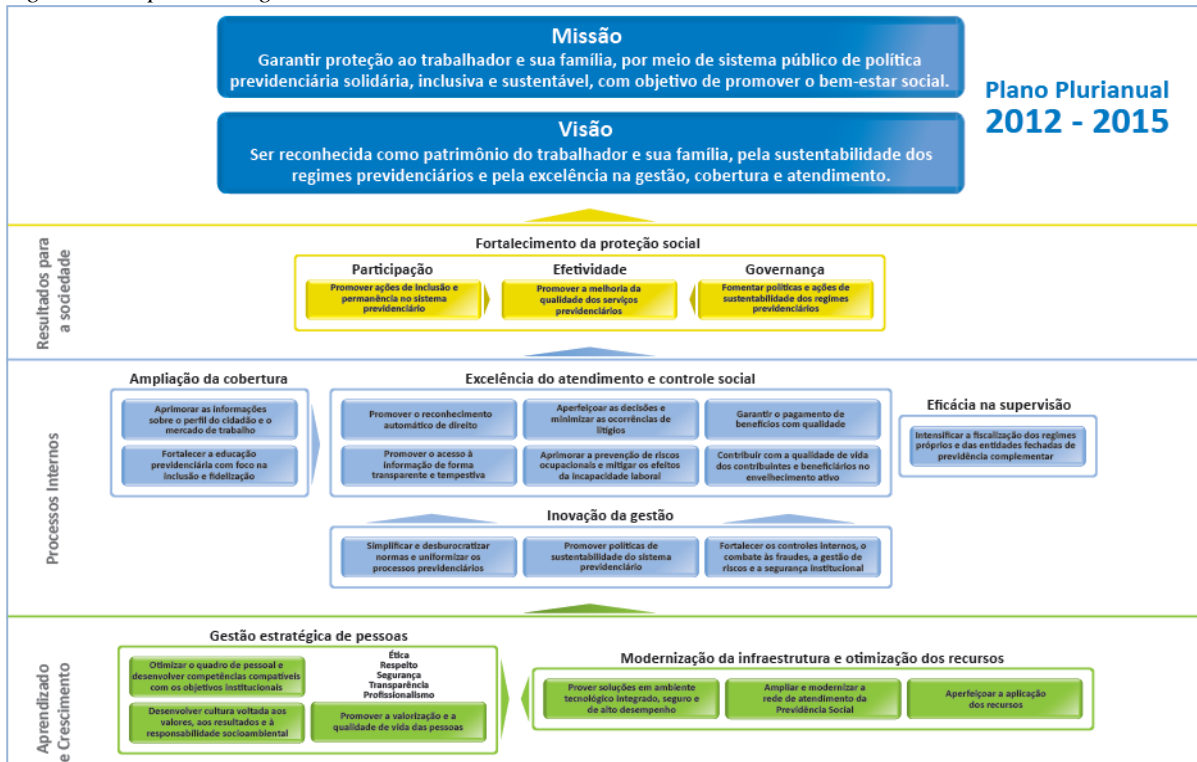 Missão
Garantir proteção ao trabalhador e sua família, por meio de sistema público de política
previdenciária solidária, inclusiva e sustentável, com objetivo de promover o bem-estar social.
Plano Plurianual
2012 - 2015
Visão
Ser reconhecida como patrimônio do trabalhador e sua família, pela sustentabilidade dos
regimes previdenciários e pela excelência na gestão, cobertura e atendimento.
Resultados para
a sociedade
Fortalecimento da proteção social
Participação
Promover ações de inclusão e
permanência no sistema
previdenciário
Efetividade
Promover a melhoria da
qualidade dos serviços
previdenciários
Governança
Fomentar políticas e ações de
sustentabilidade dos regimes
previdenciários
Processos Internos
Ampliação da cobertura
Aprimorar as informações
sobre o perfil do cidadão e o
mercado de trabalho
Fortalecer a educação
previdenciária com foco na
inclusão e fidelização
Excelência do atendimento e controle social
Promover o reconhecimento
automático de direito
Aperfeiçoar as decisões e
minimizar as ocorrências de
litígios
Garantir o pagamento de
benefícios com qualidade
Promover o acesso à
informação de forma
transparente e tempestiva
Aprimorar a prevenção de riscos
ocupacionais e mitigar os efeitos
da incapacidade laboral
Contribuir com a qualidade de vida
dos contribuintes e beneficiários no
envelhecimento ativo
Eficácia na supervisão
Intensificar a fiscalização dos regimes
próprios e das entidades fechadas de
previdência complementar
Inovação da gestão
Simplificar e desburocratizar
normas e uniformizar os
processos previdenciários
Promover políticas de
sustentabilidade do sistema
previdenciário
Fortalecer os controles internos, o
combate às fraudes, a gestão de
riscos e a segurança institucional
Aprendizado
e Crescimento
Gestão estratégica de pessoas
Otimizar o quadro de pessoal e
desenvolver competências compatíveis
com os objetivos institucionais
Ética
Respeito
Segurança
Transparência
Profissionalismo
Desenvolver cultura voltada aos
valores, aos resultados e à
responsabilidade socioambiental
Promover a valorização e a
qualidade de vida das pessoas
Modernização da infraestrutura e otimização dos recursos
Prover soluções em ambiente
tecnológico integrado, seguro e
de alto desempenho
Ampliar e modernizar a
rede de atendimento da
Previdência Social
Aperfeiçoar a aplicação
dos recursos